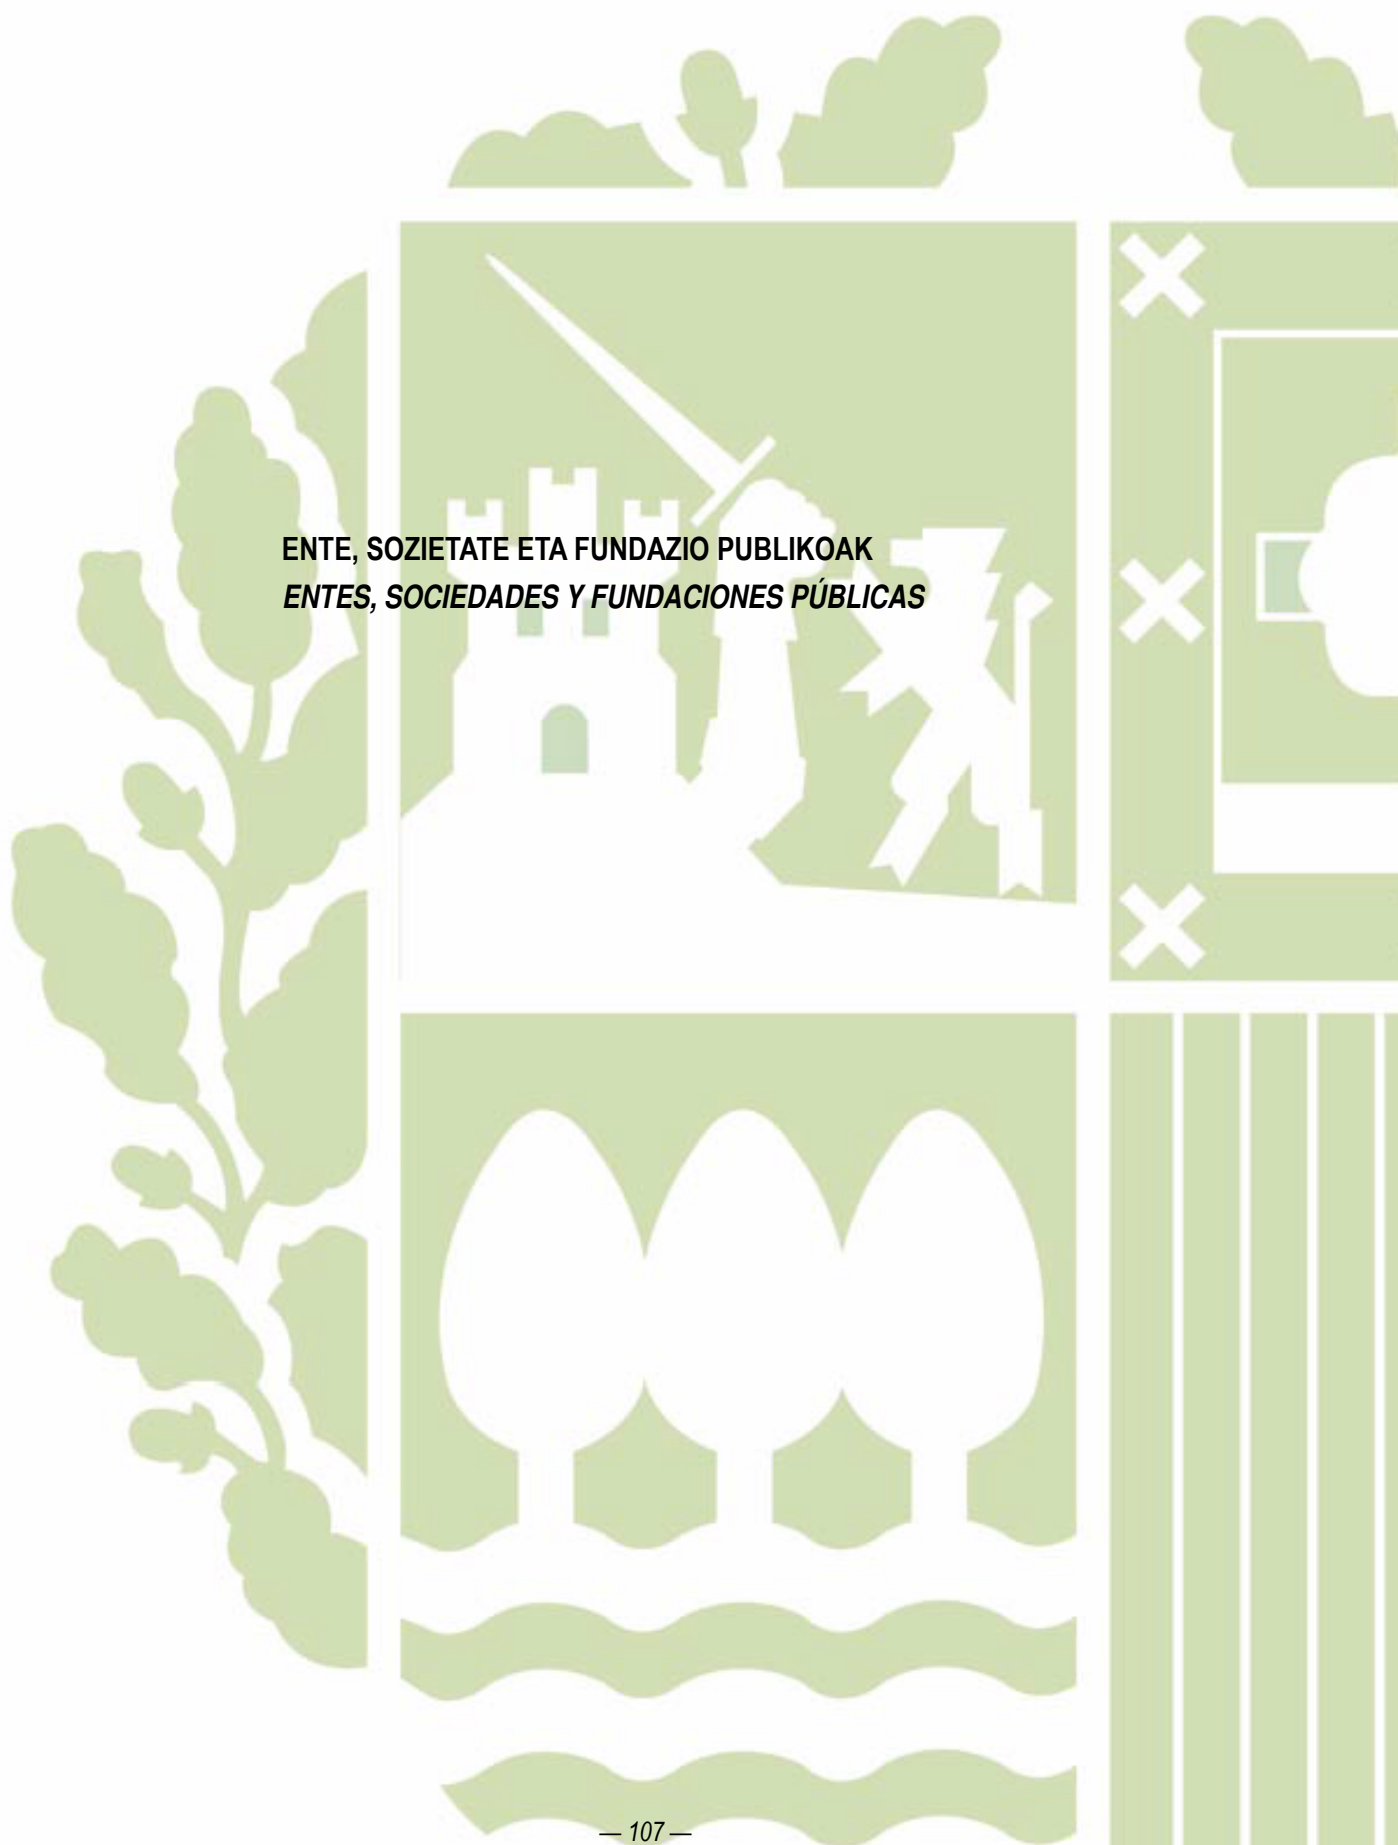 ENTE, SOZIETATE ETA FUNDAZIO PUBLIKOAK
ENTES, SOCIEDADES Y FUNDACIONES PÚBLICAS
— 107 —